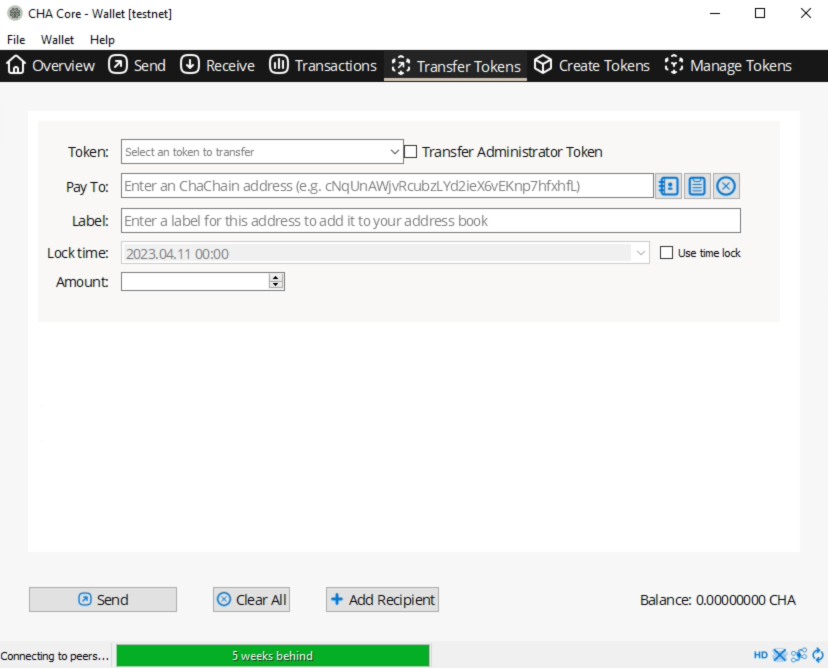 CHA Core - Wallet [testnet]
File Wallet Help
Overview Send Receive Transactions Transfer Tokens Create Tokens Manage Tokens
Token: Select an token to transfer Transfer Administrator Token
Pay To: Enter an ChaChain address (e.g. cNqUnAWjvRcubzLYd2ieX6vEKnp7hfxhfL)
Label: Enter a label for this address to add it to your address book
Lock time: 2023.04.11 00:00 Use time lock
Amount:
Send Clear All Add Recipient Balance: 0.00000000 CHA
Connecting to peers... 5 weeks behind HD